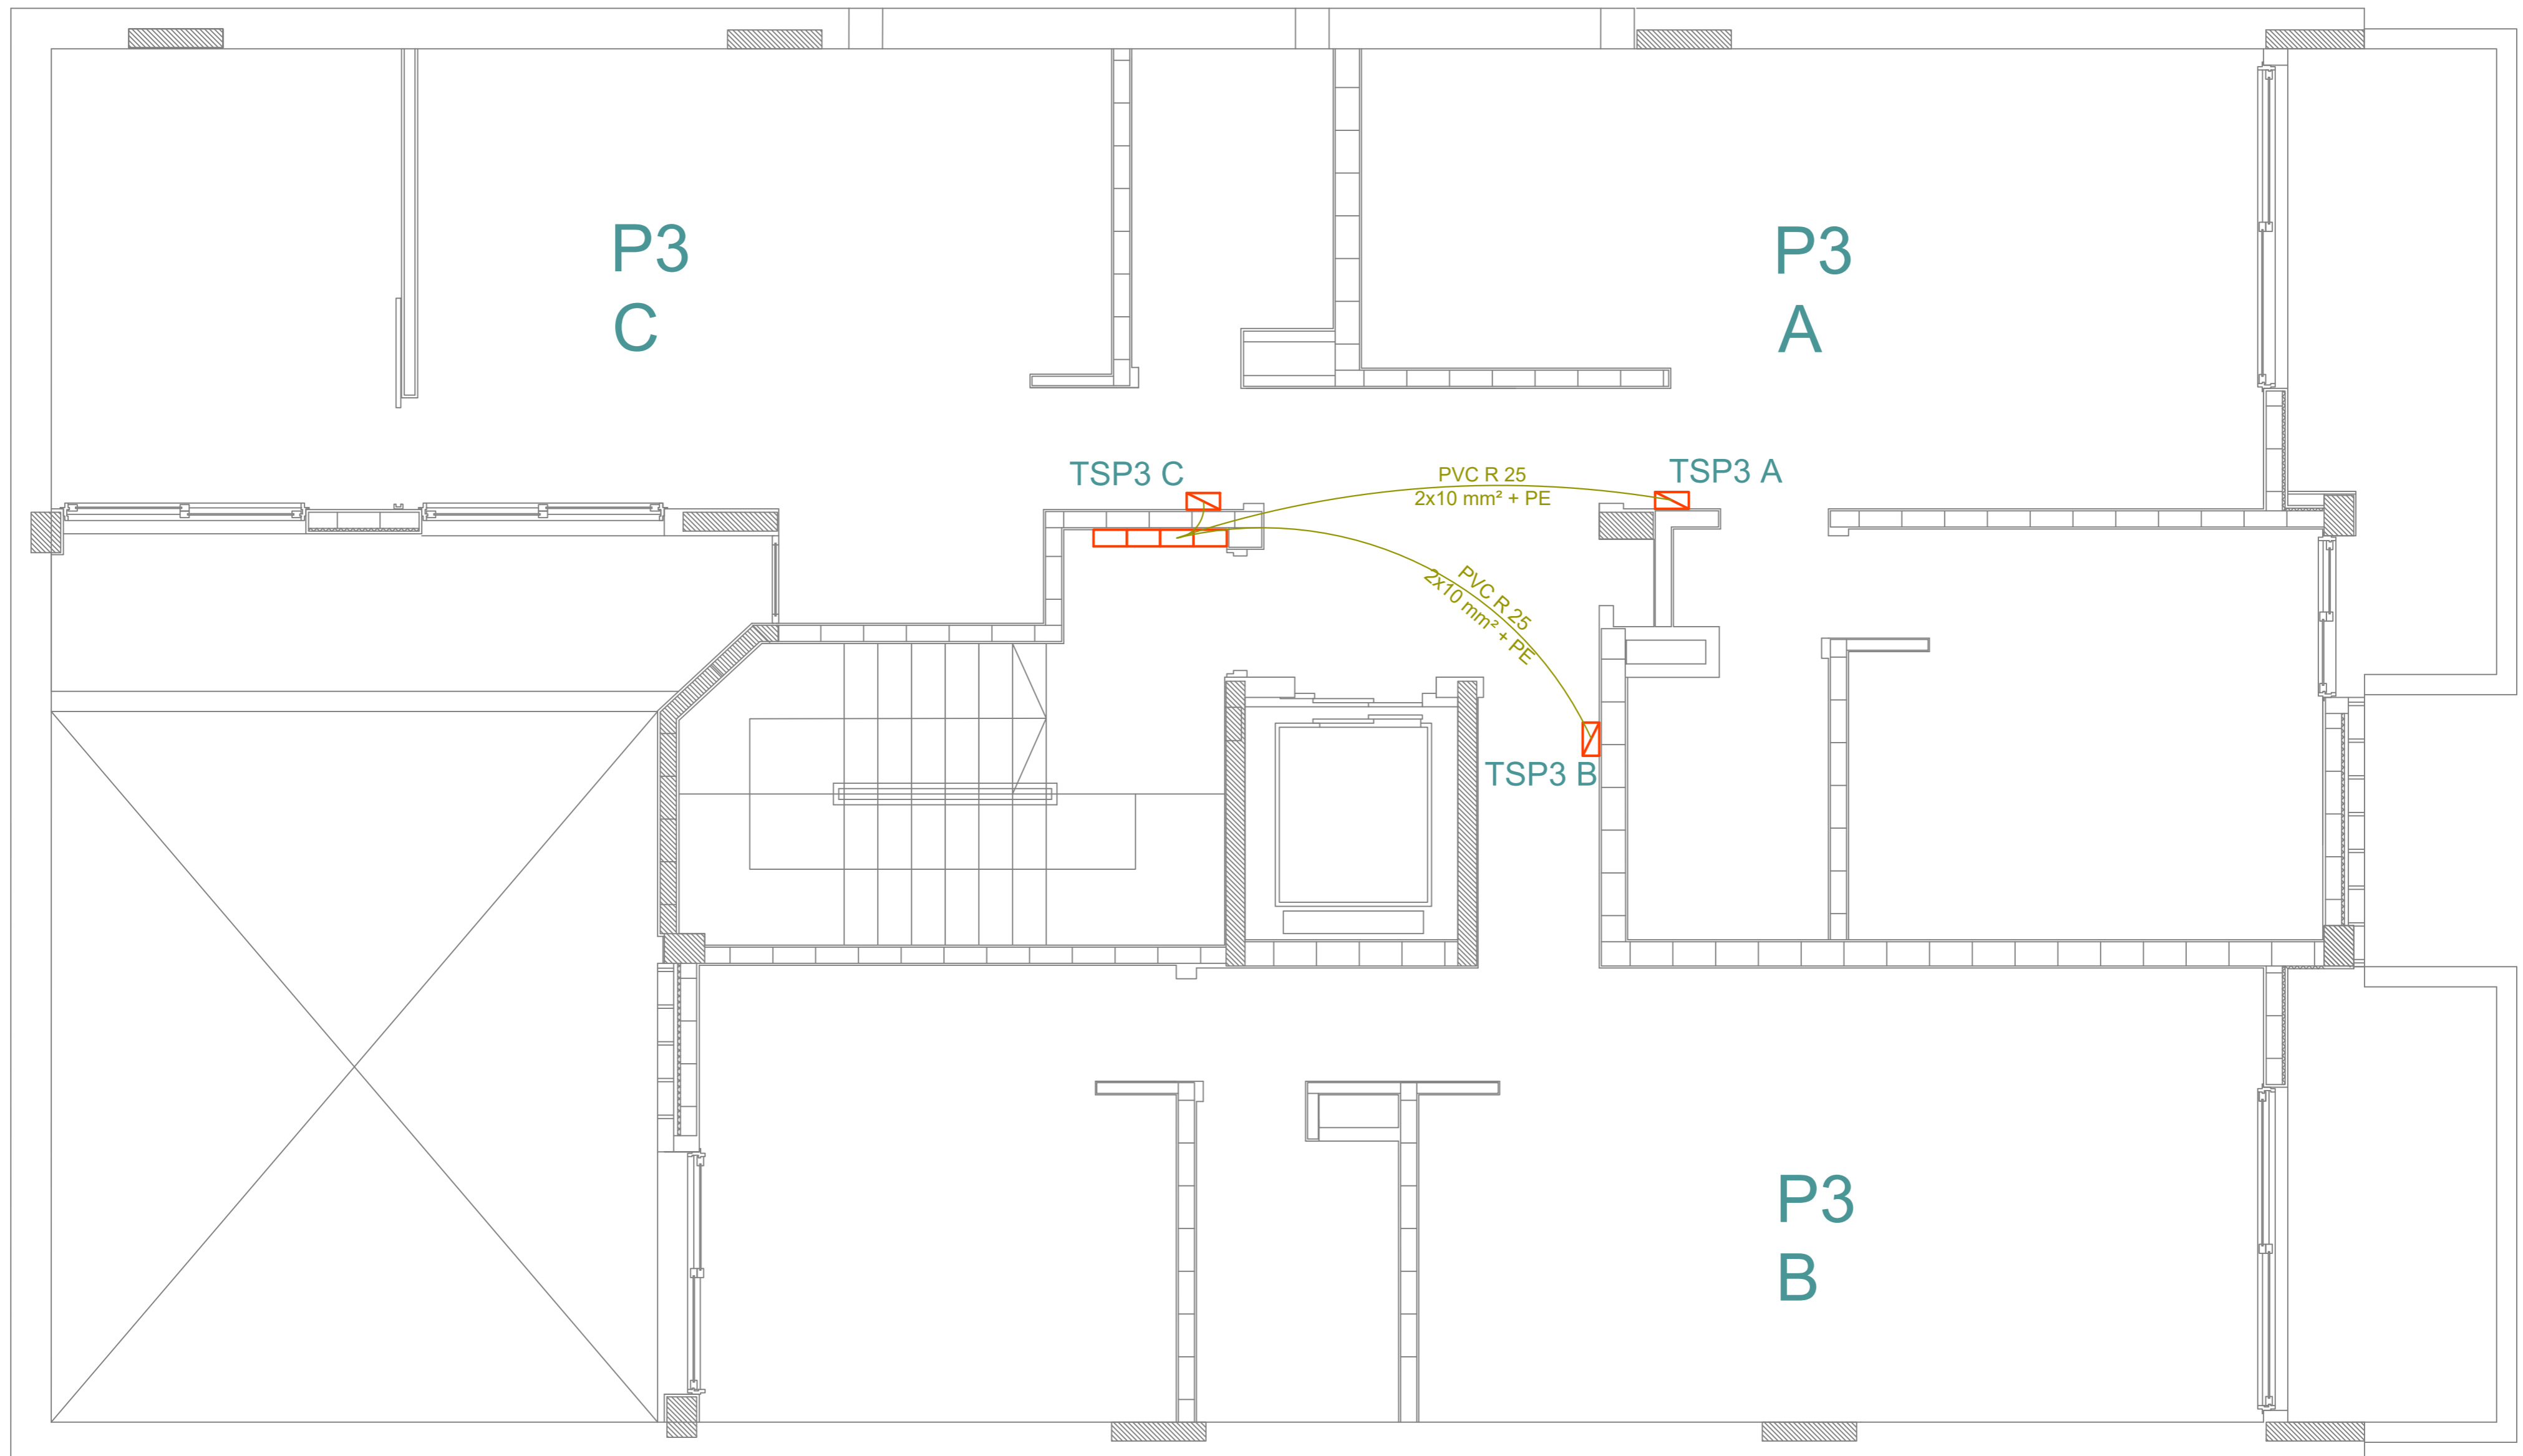 P3
C
P3
A
TSP3 C
PVC R 25
2x10 mm² + PE
TSP3 A
PVC R 25
2x10 mm² + PE
TSP3 B
P3
B